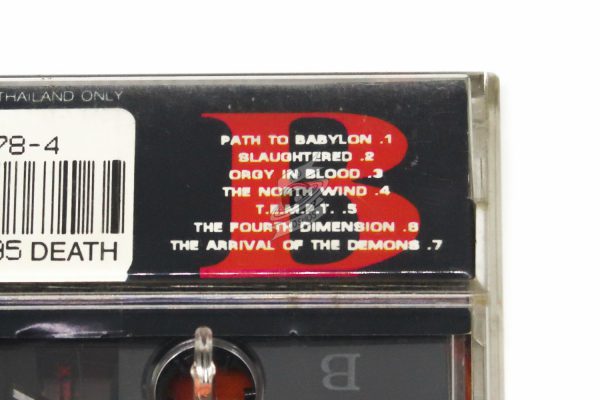 THAILAND ONLY
78-4
95 DEATH
B
PATH TO BABYLON .1
SLAUGHTERED .2
ORGY IN BLOOD .3
THE NORTH WIND .4
T.E.M.P.T. .5
THE FOURTH DIMENSION .6
THE ARRIVAL OF THE DEMONS .7
B